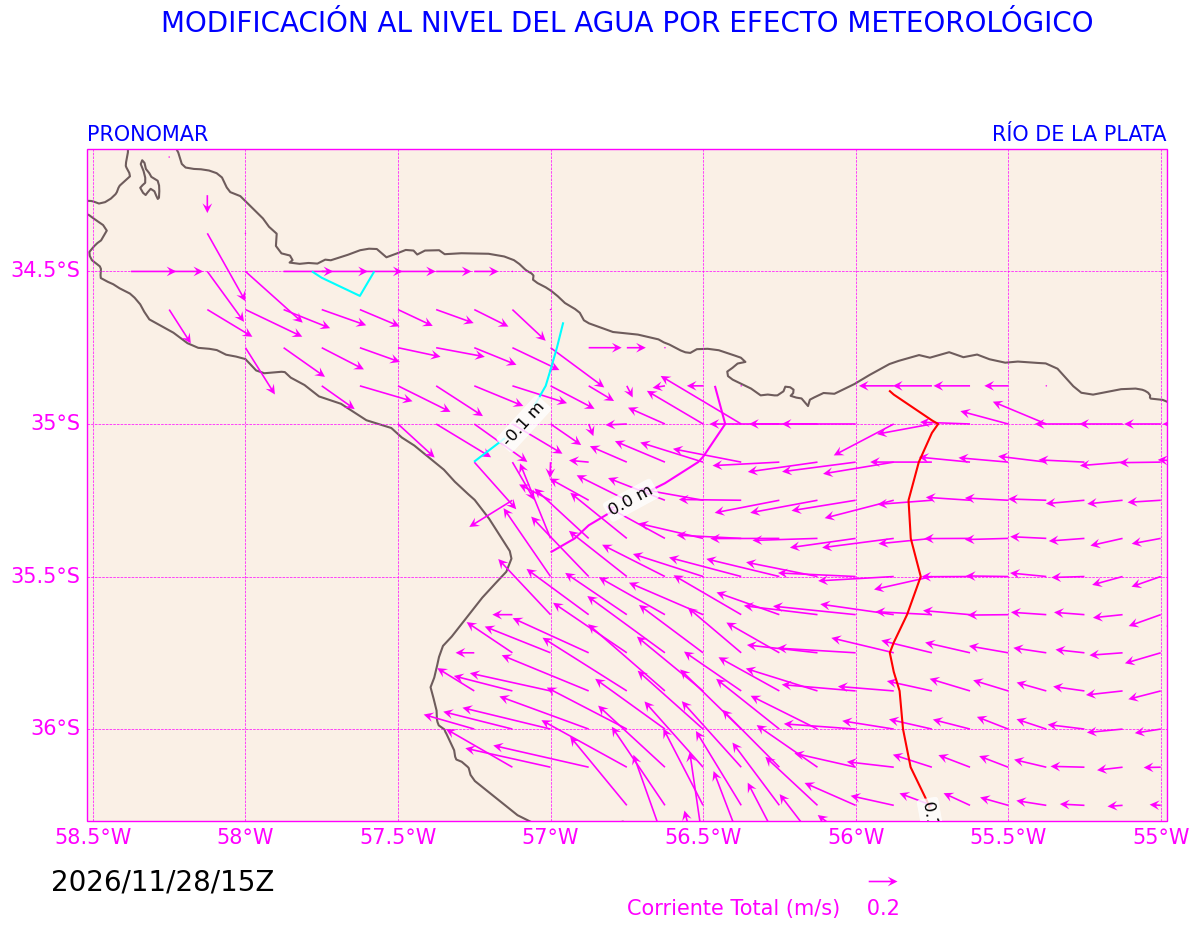 MODIFICACIÓN AL NIVEL DEL AGUA POR EFECTO METEOROLÓGICO
PRONOMAR
RÍO DE LA PLATA
34.5°S
35°S
35.5°S
36°S
-0.1 m
0.0 m
58.5°W
58°W
57.5°W
57°W
56.5°W
56°W
55.5°W
55°W
2026/11/28/15Z
Corriente Total (m/s)
0.2